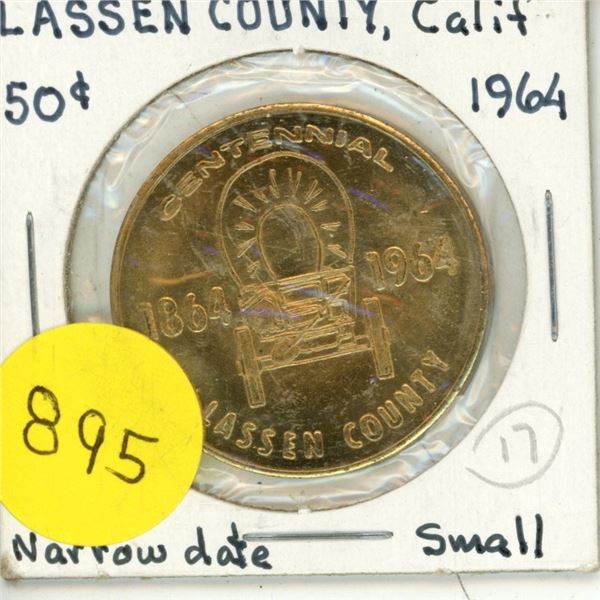 LASSEN COUNTY, Calif
50¢ 1964
CENTENNIAL
1864 1964
LASSEN COUNTY
895
17
Narrow date Small